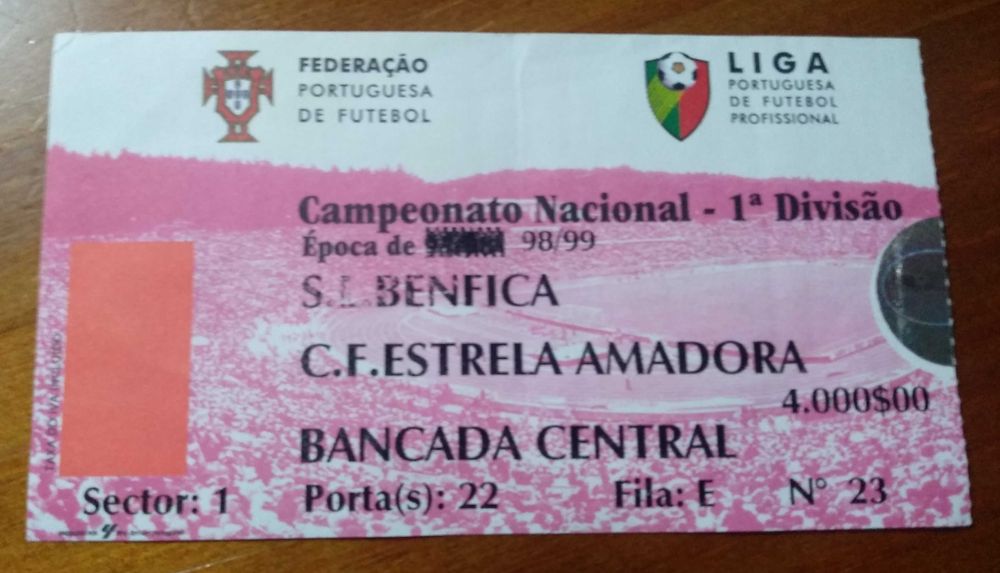 FEDERAÇÃO
PORTUGUESA
DE FUTEBOL
LIGA
PORTUGUESA
DE FUTEBOL
PROFISSIONAL
Campeonato Nacional - 1ª Divisão
Época de 98/99
S.L.BENFICA
C.F.ESTRELA AMADORA
4.000$00
BANCADA CENTRAL
Sector: 1 Porta(s): 22 Fila: E Nº 23